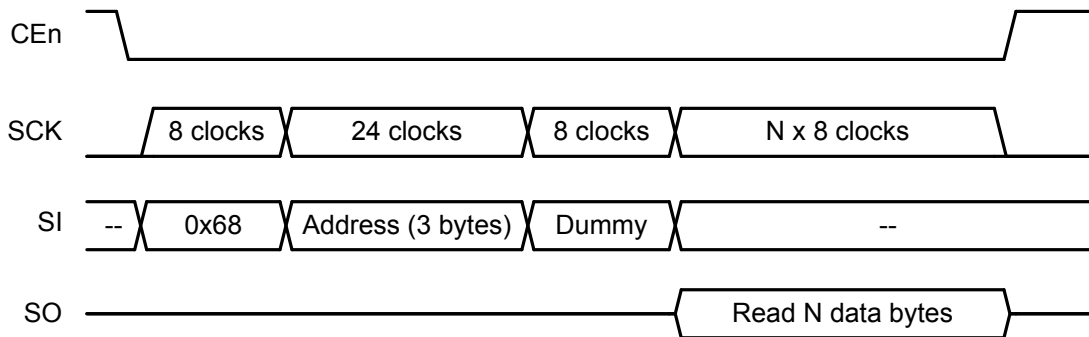 CEn
SCK 8 clocks 24 clocks 8 clocks N x 8 clocks
SI -- 0x68 Address (3 bytes) Dummy --
SO Read N data bytes